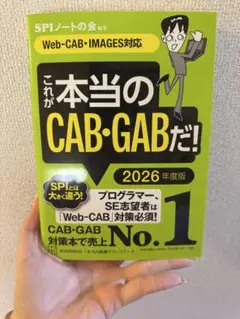 SPIノートの会 編著
Web-CAB・IMAGES対応
これが
本当の
CAB・GABだ!
2026年度版
SPIとは
大きく違う!
プログラマー、
SE志望者は
「Web-CAB」対策必須!
CAB・GAB
対策本で売上
No.1